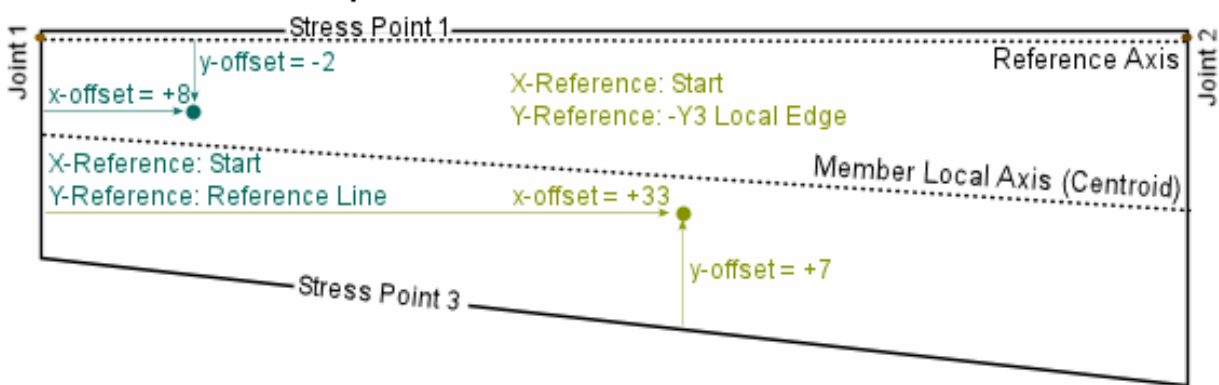 Stress Point 1
Joint 1
Joint 2
y-offset = -2
Reference Axis
x-offset = +8
X-Reference: Start
Y-Reference: -Y3 Local Edge
X-Reference: Start
Y-Reference: Reference Line
Member Local Axis (Centroid)
x-offset = +33
y-offset = +7
Stress Point 3